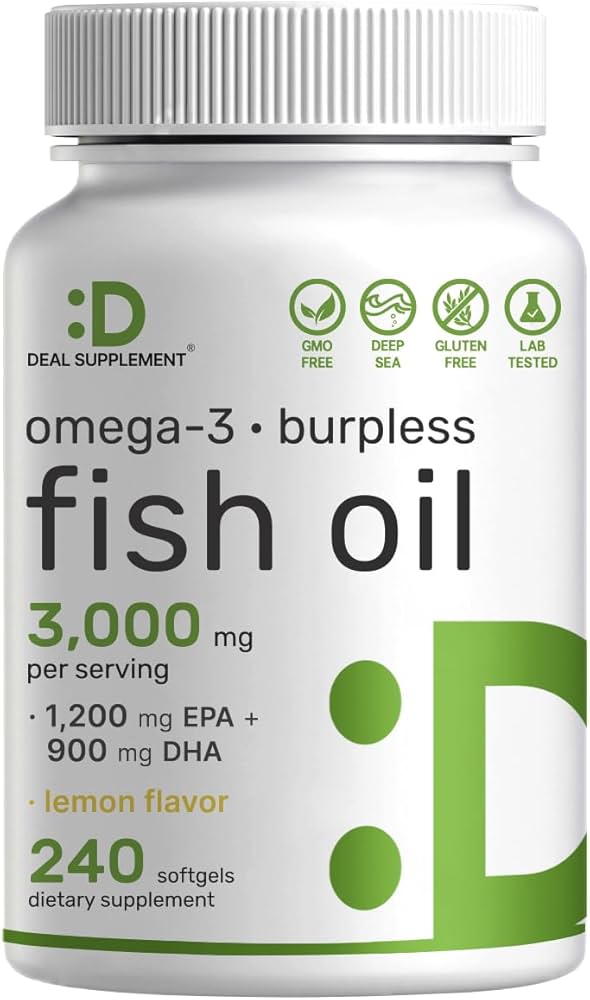 :D
DEAL SUPPLEMENT®
GMO
FREE
DEEP
SEA
GLUTEN
FREE
LAB
TESTED
omega-3 · burpless
fish oil
3,000 mg
per serving
· 1,200 mg EPA +
900 mg DHA
· lemon flavor
240 softgels
dietary supplement
:D